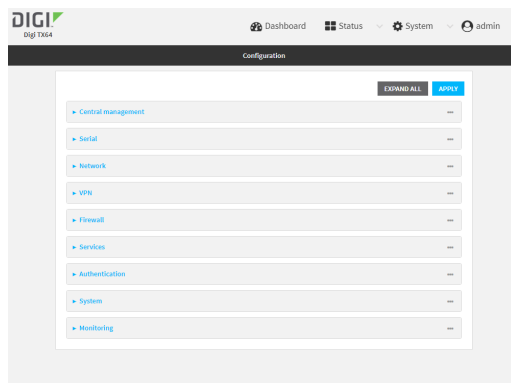 DIGI
Digi TX64
Dashboard Status System admin
Configuration
EXPAND ALL APPLY
Central management
Serial
Network
VPN
Firewall
Services
Authentication
System
Monitoring